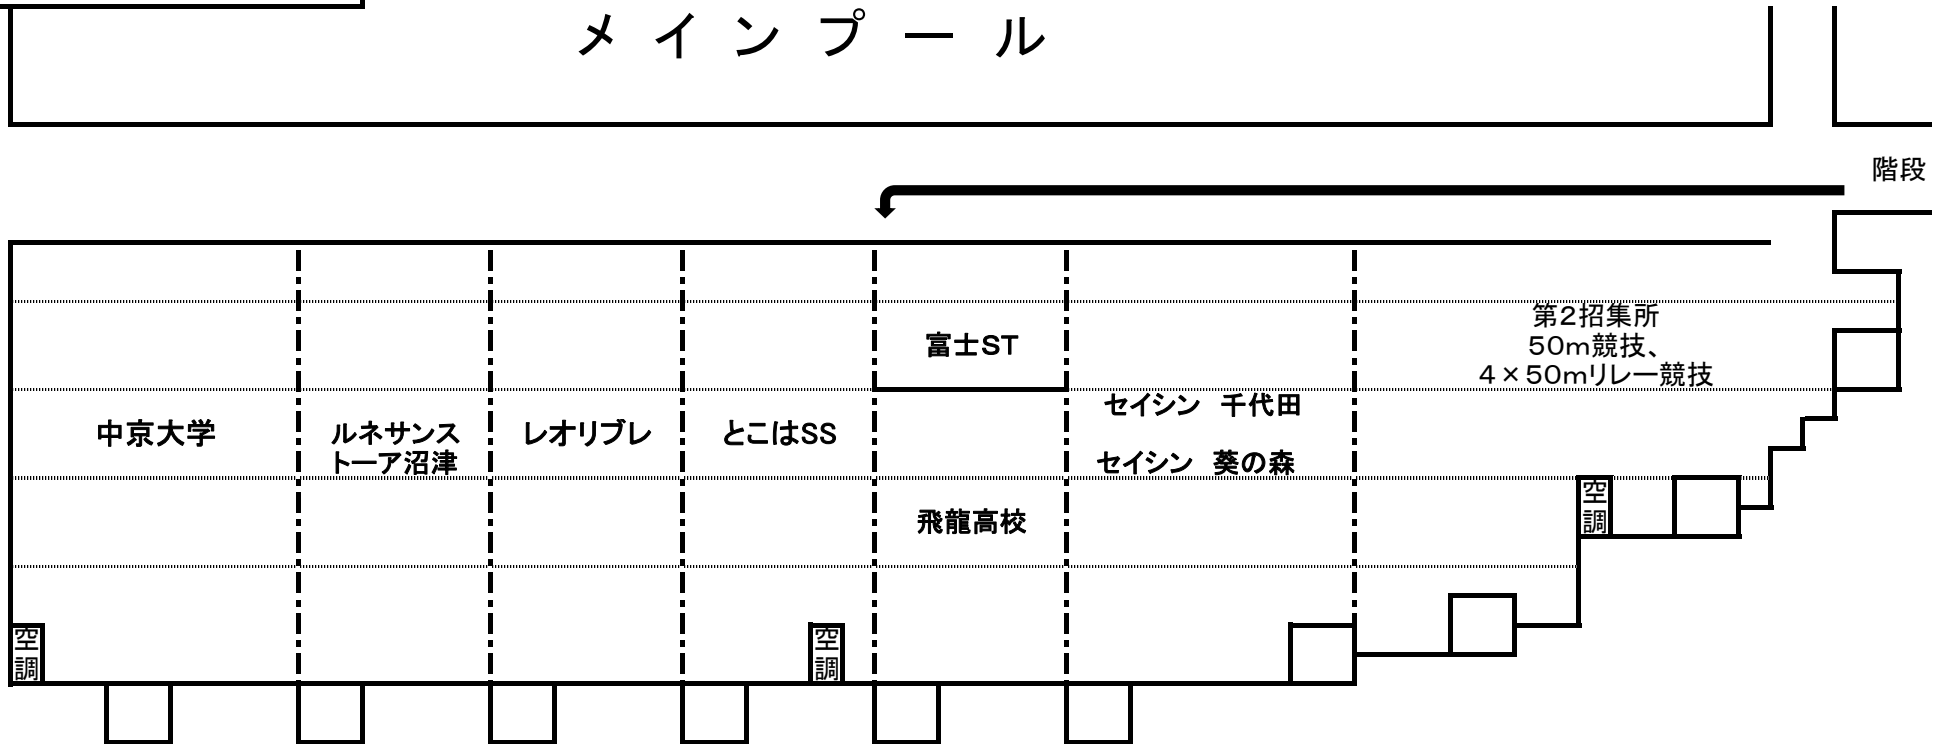 メインプール
階段
第2招集所
50m競技、
4×50mリレー競技
富士ST
セイシン　千代田
中京大学
ルネサンス
トーア沼津
レオリブレ
とこはSS
セイシン　葵の森
飛龍高校
空調
空調
空調